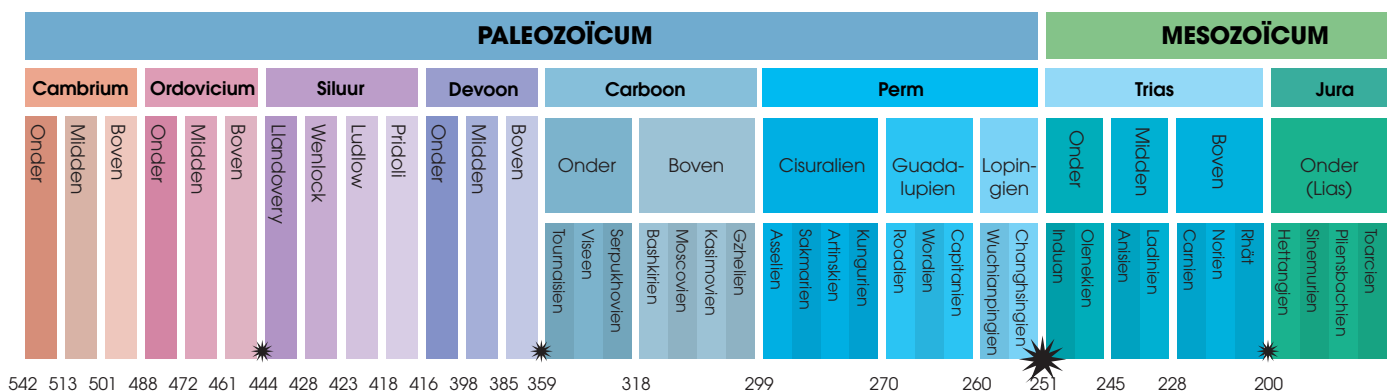 PALEOZOÏCUM MESOZOÏCUM
Cambrium Ordovicium Siluur Devoon Carboon Perm Trias Jura
Onder Midden Boven Onder Midden Boven Llandovery Wenlock Ludlow Pridoli Onder Midden Boven
Onder Boven Cisuralien Guada-
lupien Lopin-
gien Onder Midden Boven Onder
(Lias)
Tournaisien Viseen Serpukhovien Bashkirien Moscovien Kasimovien Gzhelien Asselien Sakmarien Artinskien Kungurien Roadien Wordien Capitanien Wuchianpingien Changhsingien Induan Olenekien Anisien Ladinien Carnien Norien Rhät Hettangien Sinemurien Pliensbachien Toarcien
542 513 501 488 472 461 444 428 423 418 416 398 385 359 318 299 270 260 251 245 228 200